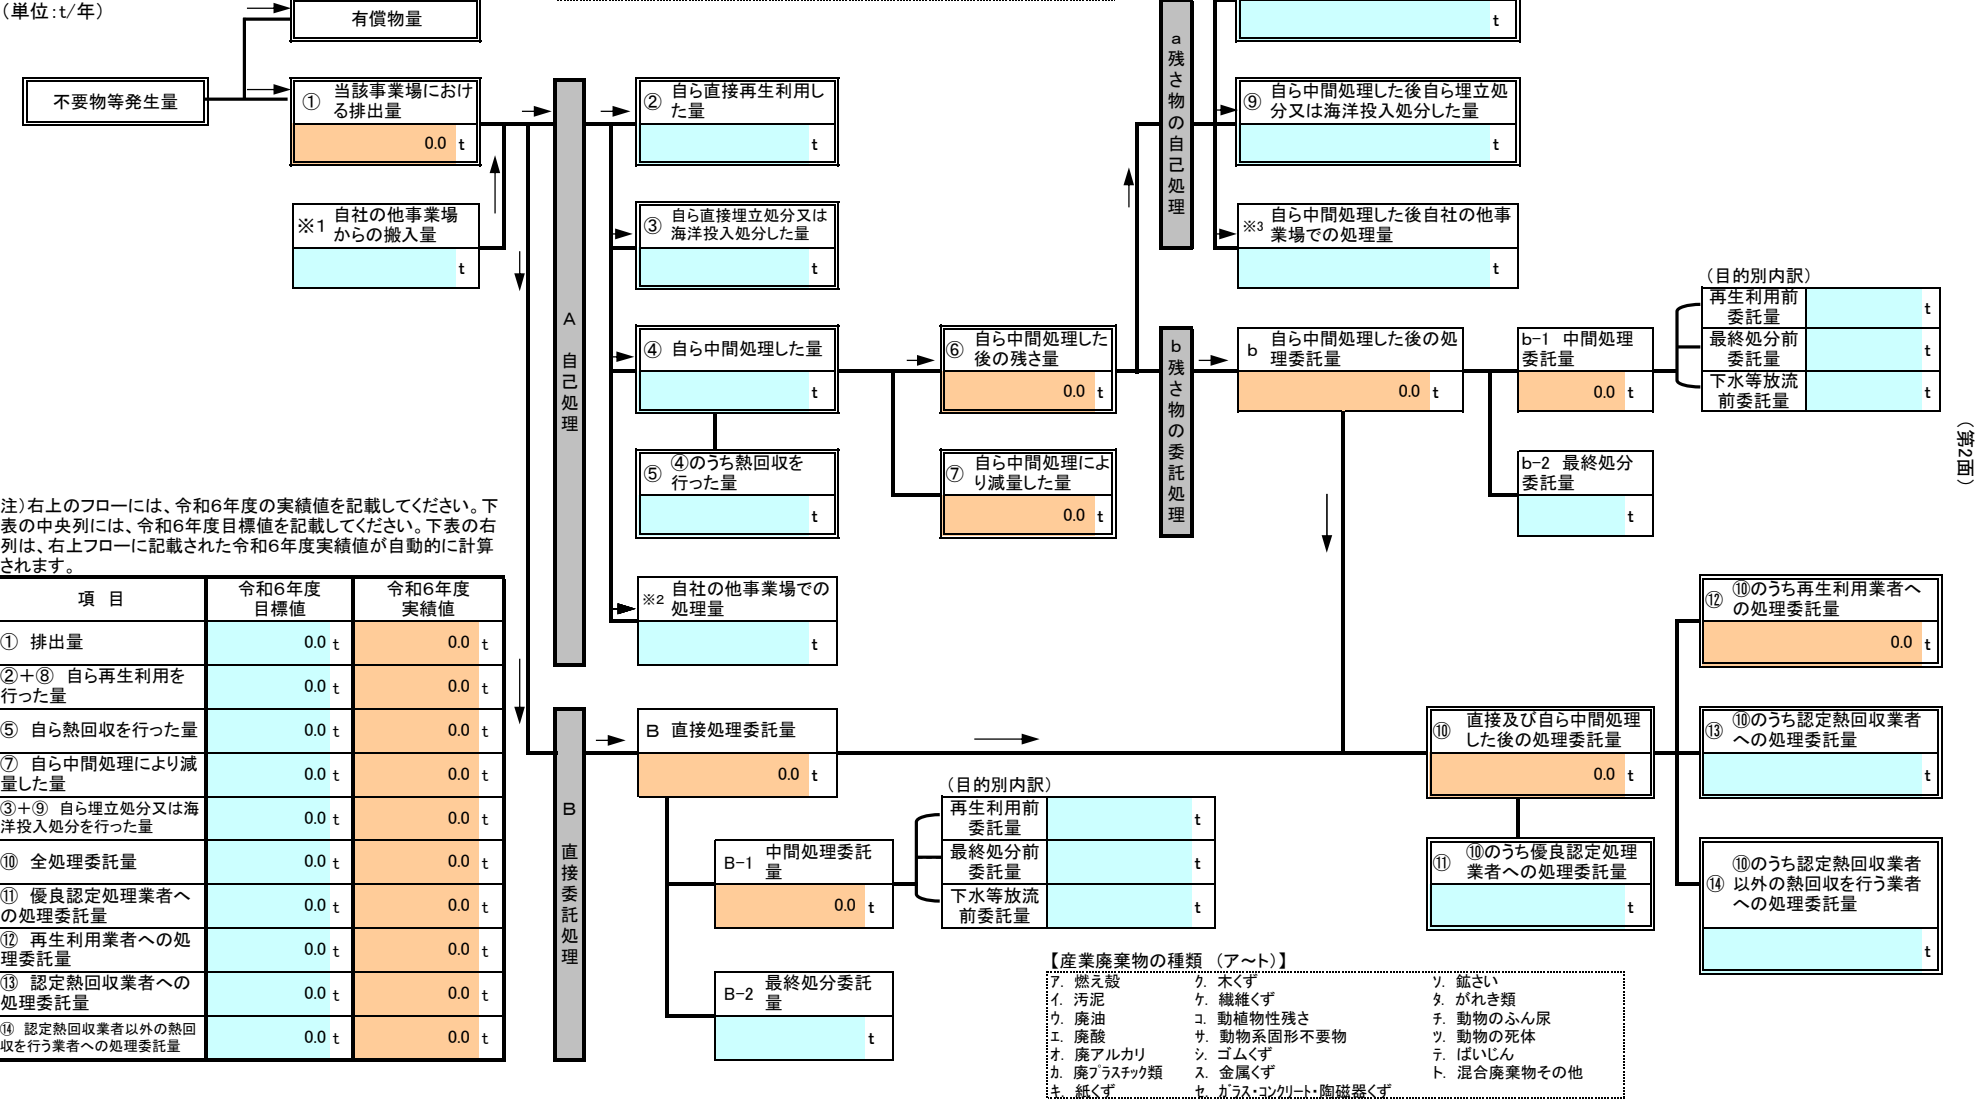 (単位:t/年)
有償物量
不要物等発生量
① 当該事業場におけ
る排出量
0.0 t
※1 自社の他事業場
からの搬入量
t
A 自己処理
② 自ら直接再生利用し
た量
t
③ 自ら直接埋立処分又は
海洋投入処分した量
t
④ 自ら中間処理した量
t
⑤ ④のうち熱回収を
行った量
t
※2 自社の他事業場での
処理量
t
⑥ 自ら中間処理した
後の残さ量
0.0 t
⑦ 自ら中間処理によ
り減量した量
0.0 t
a 残さ物の自己処理
t
⑨ 自ら中間処理した後自ら埋立処
分又は海洋投入処分した量
t
※3 自ら中間処理した後自社の他事
業場での処理量
t
b 残さ物の委託処理
b 自ら中間処理した後の処
理委託量
0.0 t
b-1 中間処理
委託量
0.0 t
b-2 最終処分
委託量
t
(目的別内訳)
再生利用前
委託量
t
最終処分前
委託量
t
下水等放流
前委託量
t
(第2面)
注)右上のフローには、令和6年度の実績値を記載してください。下
表の中央列には、令和6年度目標値を記載してください。下表の右
列は、右上フローに記載された令和6年度実績値が自動的に計算
されます。
項 目
令和6年度
目標値
令和6年度
実績値
① 排出量 0.0 t 0.0 t
②+⑧ 自ら再生利用を
行った量 0.0 t 0.0 t
⑤ 自ら熱回収を行った量 0.0 t 0.0 t
⑦ 自ら中間処理により減
量した量 0.0 t 0.0 t
③+⑨ 自ら埋立処分又は海
洋投入処分を行った量 0.0 t 0.0 t
⑩ 全処理委託量 0.0 t 0.0 t
⑪ 優良認定処理業者へ
の処理委託量 0.0 t 0.0 t
⑫ 再生利用業者への処
理委託量 0.0 t 0.0 t
⑬ 認定熱回収業者への
処理委託量 0.0 t 0.0 t
⑭ 認定熱回収業者以外の熱回
収を行う業者への処理委託量 0.0 t 0.0 t
B 直接委託処理
B 直接処理委託量
0.0 t
B-1 中間処理委託
量
0.0 t
B-2 最終処分委託
量
t
(目的別内訳)
再生利用前
委託量
t
最終処分前
委託量
t
下水等放流
前委託量
t
⑩ 直接及び自ら中間処理
した後の処理委託量
0.0 t
⑪ ⑩のうち優良認定処理
業者への処理委託量
t
⑫ ⑩のうち再生利用業者へ
の処理委託量
0.0 t
⑬ ⑩のうち認定熱回収業者
への処理委託量
t
⑭ ⑩のうち認定熱回収業者
以外の熱回収を行う業者
への処理委託量
t
【産業廃棄物の種類 (ア~ト)】
ア. 燃え殻 ク. 木くず ソ. 鉱さい
イ. 汚泥 ケ. 繊維くず タ. がれき類
ウ. 廃油 コ. 動植物性残さ チ. 動物のふん尿
エ. 廃酸 サ. 動物系固形不要物 ツ. 動物の死体
オ. 廃アルカリ シ. ゴムくず テ. ばいじん
カ. 廃プラスチック類 ス. 金属くず ト. 混合廃棄物その他
キ. 紙くず セ. ガラス・コンクリート・陶磁器くず